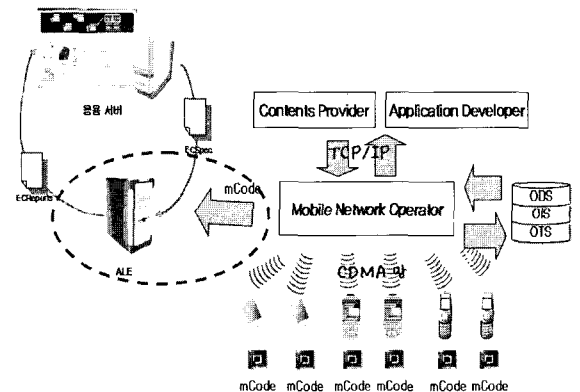 응용 서버
ECSpec
ECReports
ALE
mCode
Contents Provider
Application Developer
TCP/IP
Mobile Network Operator
ODS
OIS
OTS
CDMA 망
mCode mCode mCode mCode mCode mCode